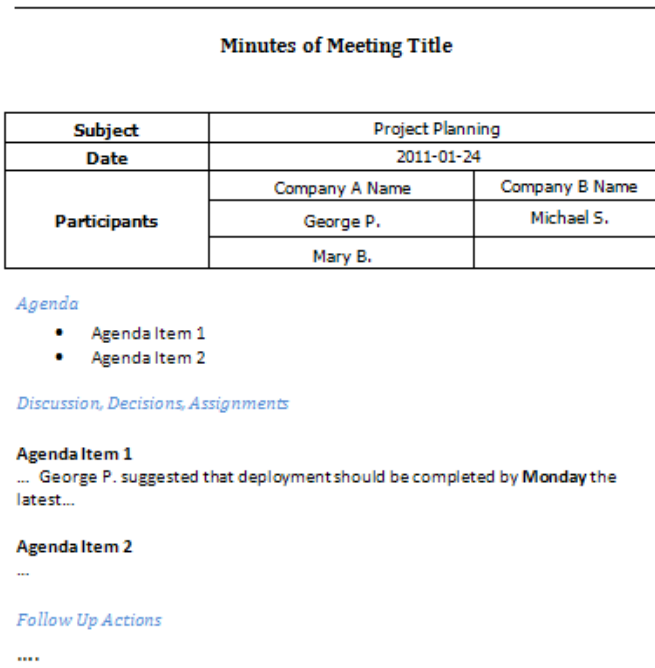 Minutes of Meeting Title
Subject Project Planning
Date 2011-01-24
Participants
Company A Name Company B Name
George P. Michael S.
Mary B.
Agenda
• Agenda Item 1
• Agenda Item 2
Discussion, Decisions, Assignments
Agenda Item 1
... George P. suggested that deployment should be completed by Monday the
latest...
Agenda Item 2
...
Follow Up Actions
....